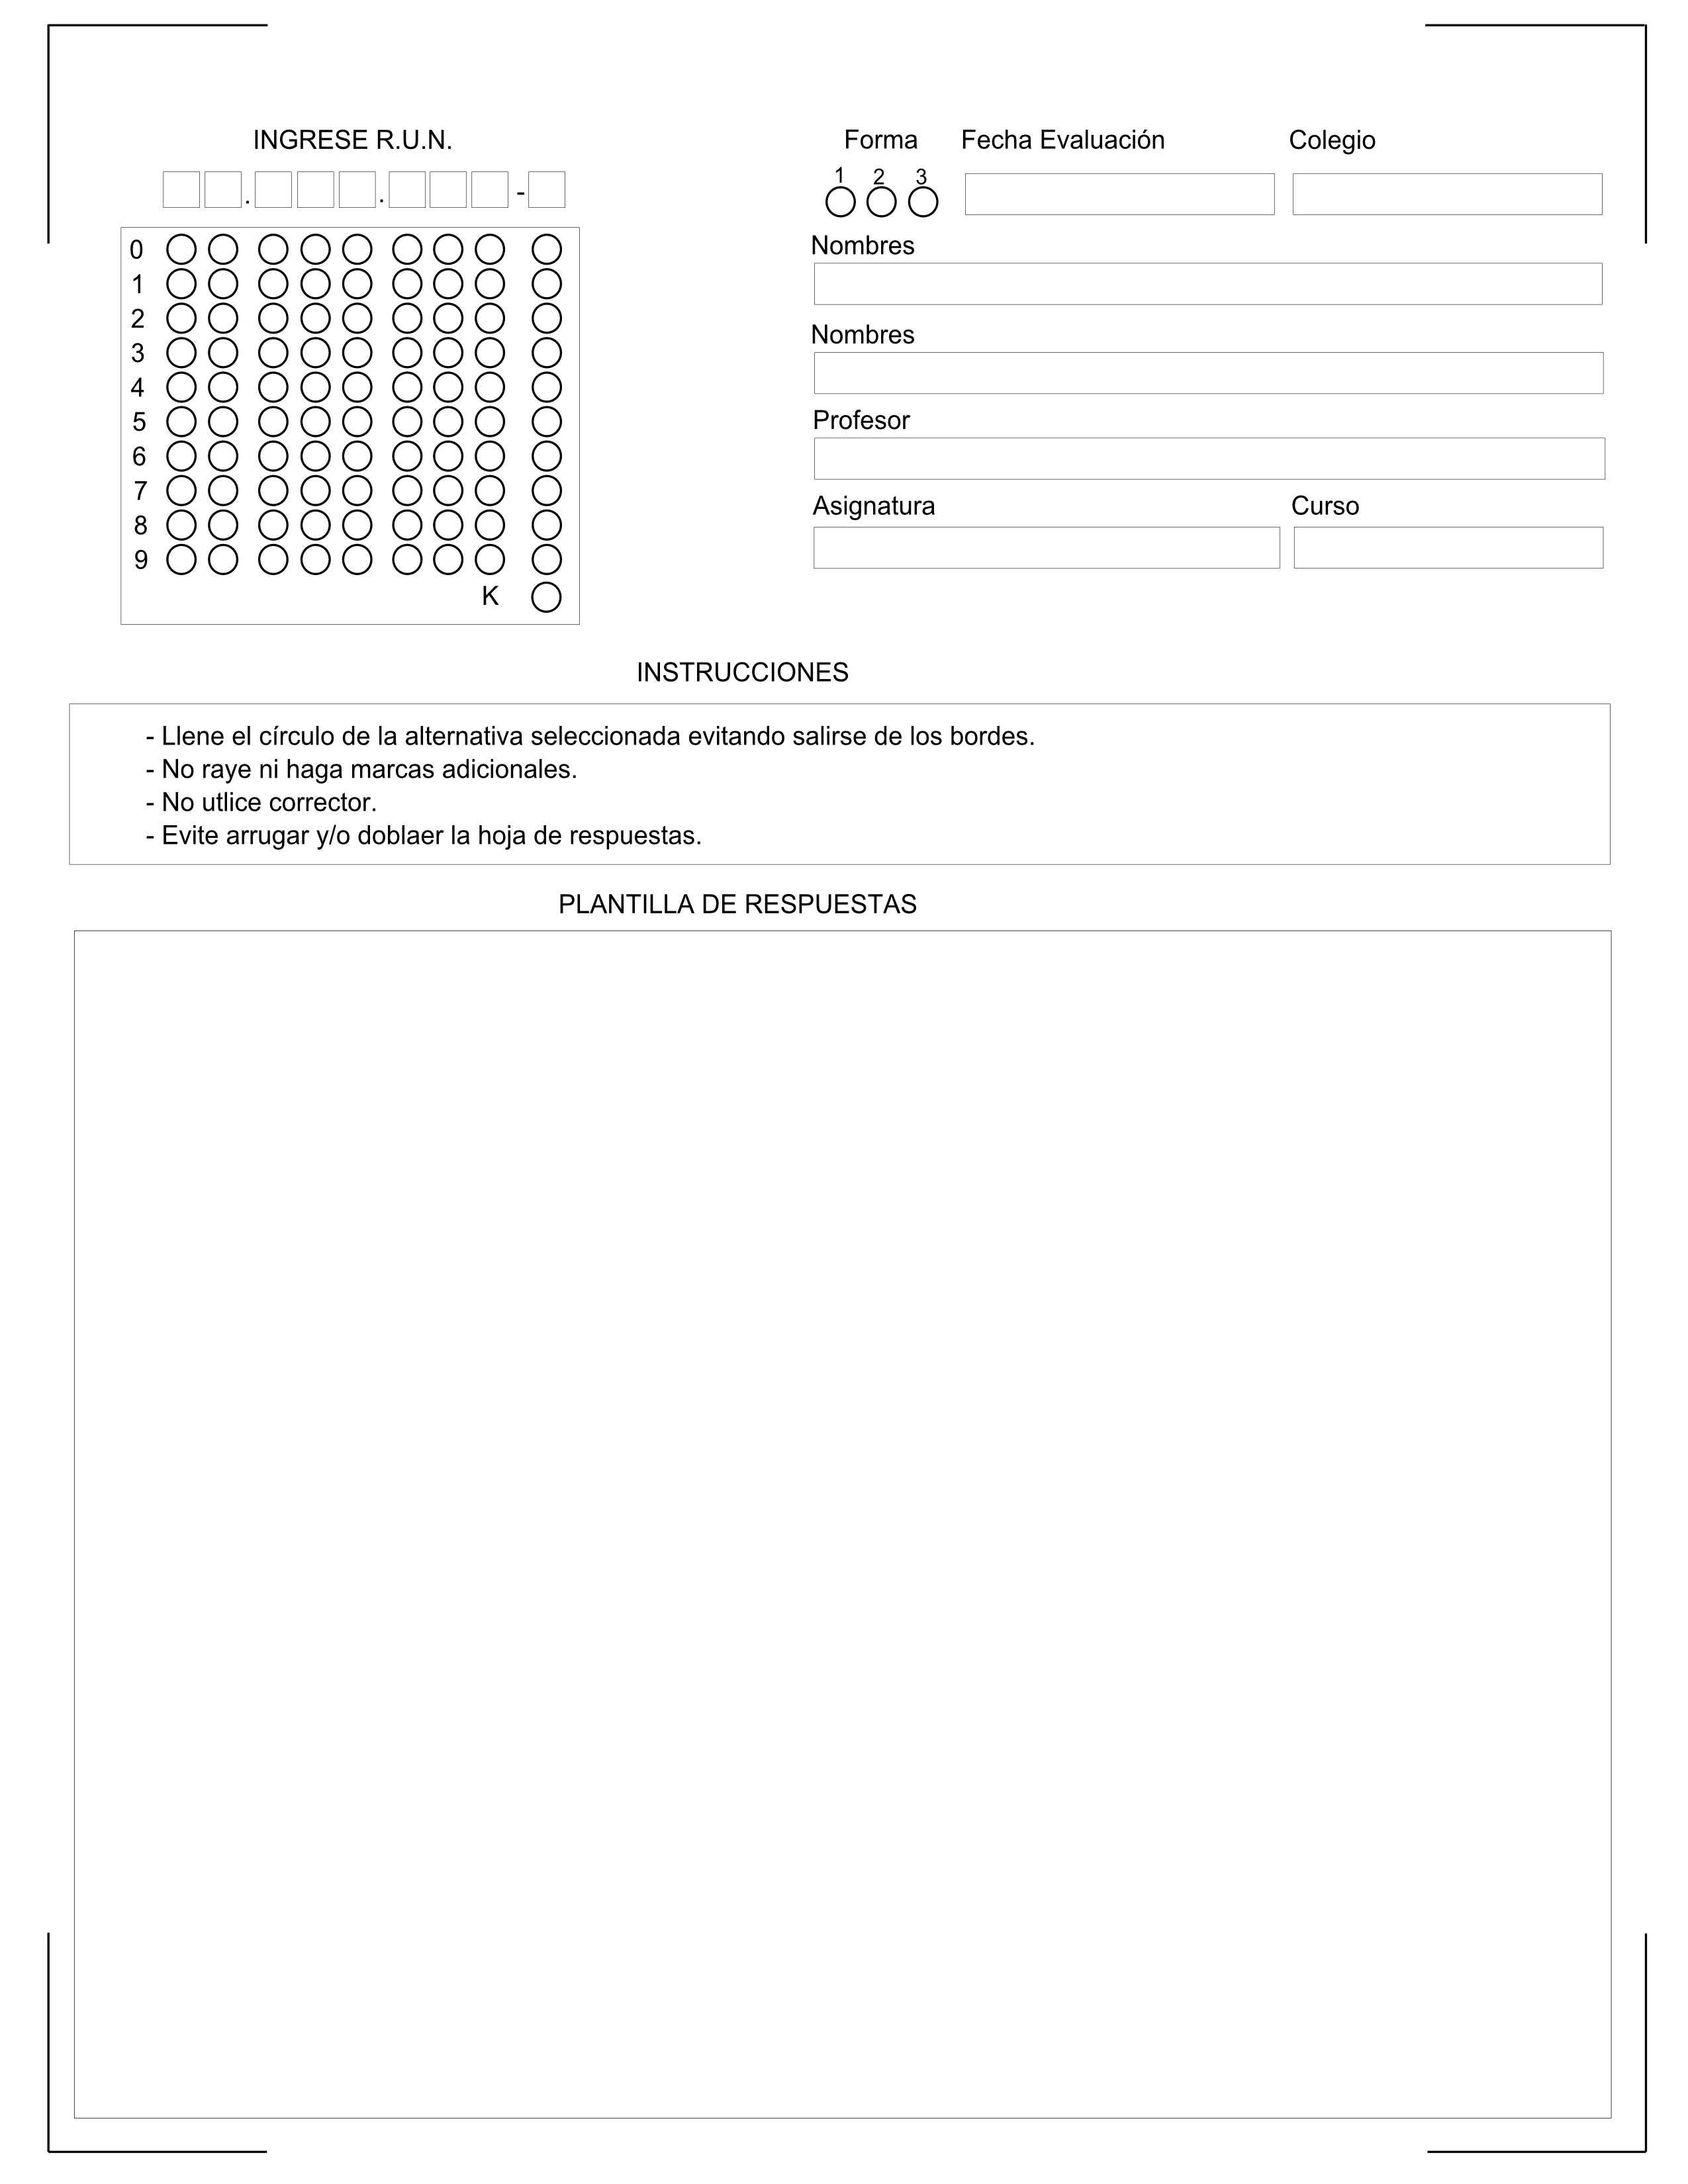 INGRESE R.U.N.
. . -
0
1
2
3
4
5
6
7
8
9
K
Forma Fecha Evaluación Colegio
1 2 3
Nombres
Nombres
Profesor
Asignatura Curso
INSTRUCCIONES
- Llene el círculo de la alternativa seleccionada evitando salirse de los bordes.
- No raye ni haga marcas adicionales.
- No utlice corrector.
- Evite arrugar y/o doblaer la hoja de respuestas.
PLANTILLA DE RESPUESTAS